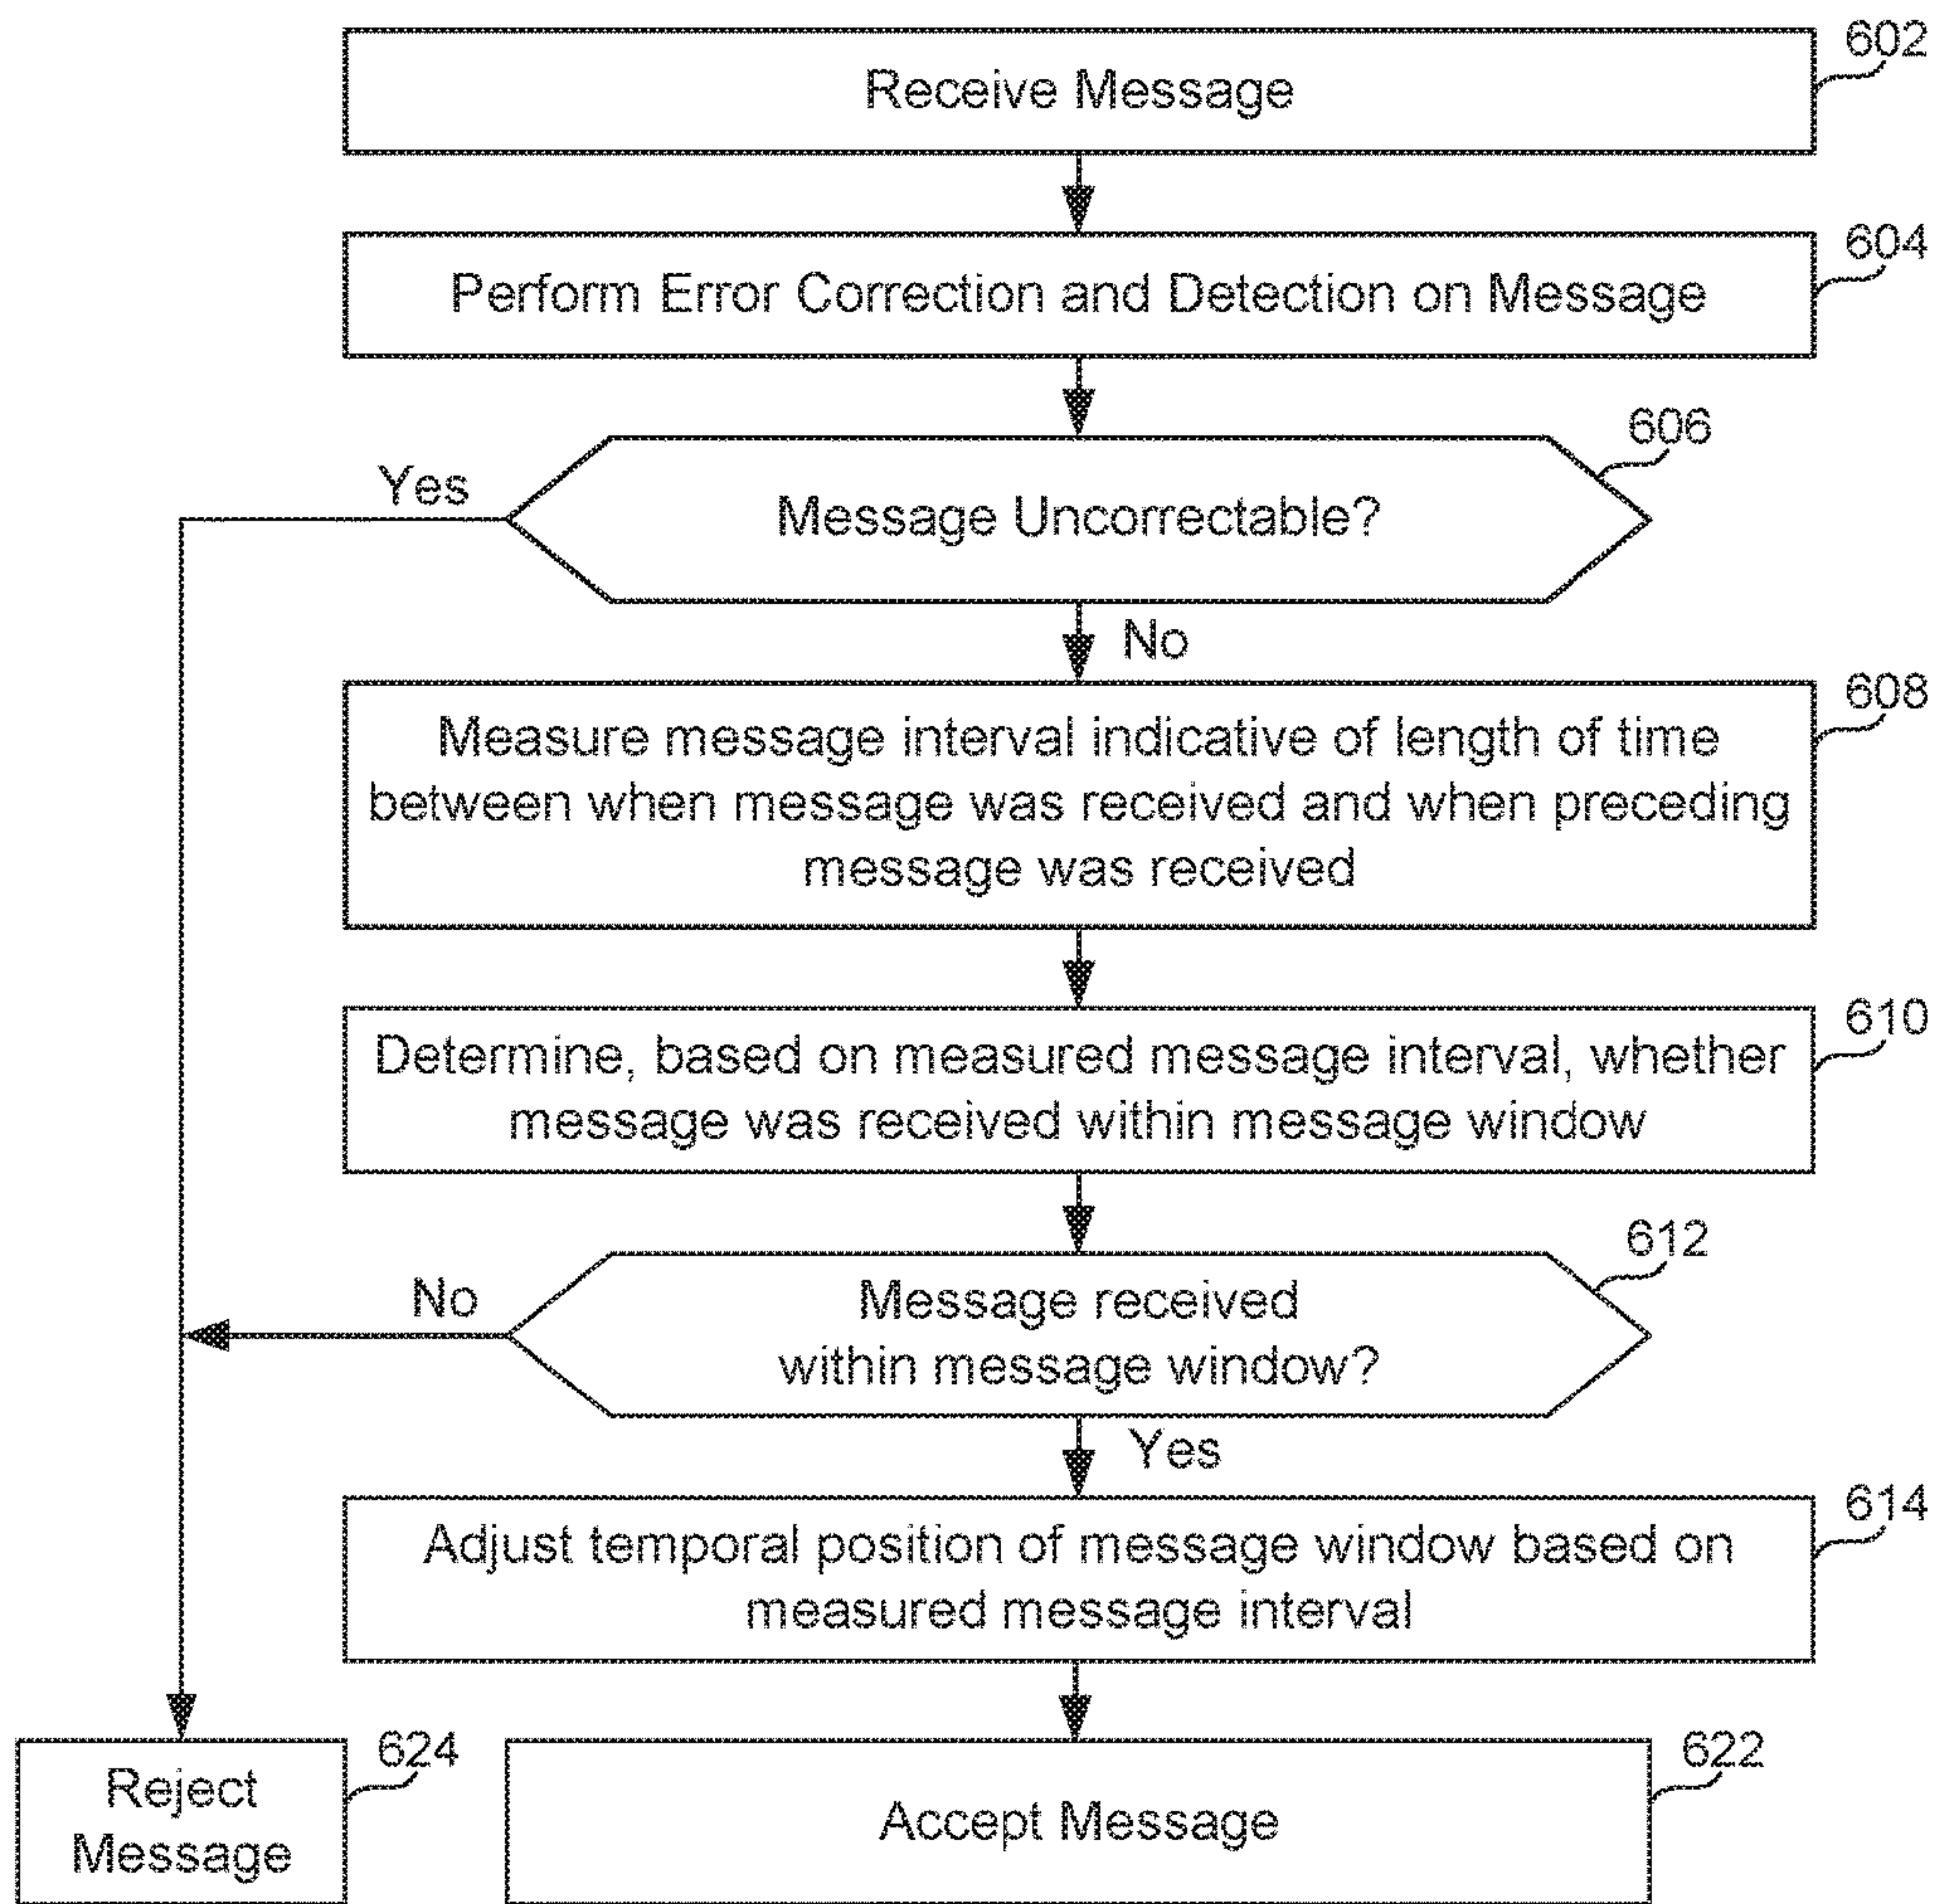 602
Receive Message
604
Perform Error Correction and Detection on Message
606
Yes
Message Uncorrectable?
No
608
Measure message interval indicative of length of time
between when message was received and when preceding
message was received
610
Determine, based on measured message interval, whether
message was received within message window
612
No
Message received
within message window?
Yes
614
Adjust temporal position of message window based on
measured message interval
624
Reject
Message
622
Accept Message